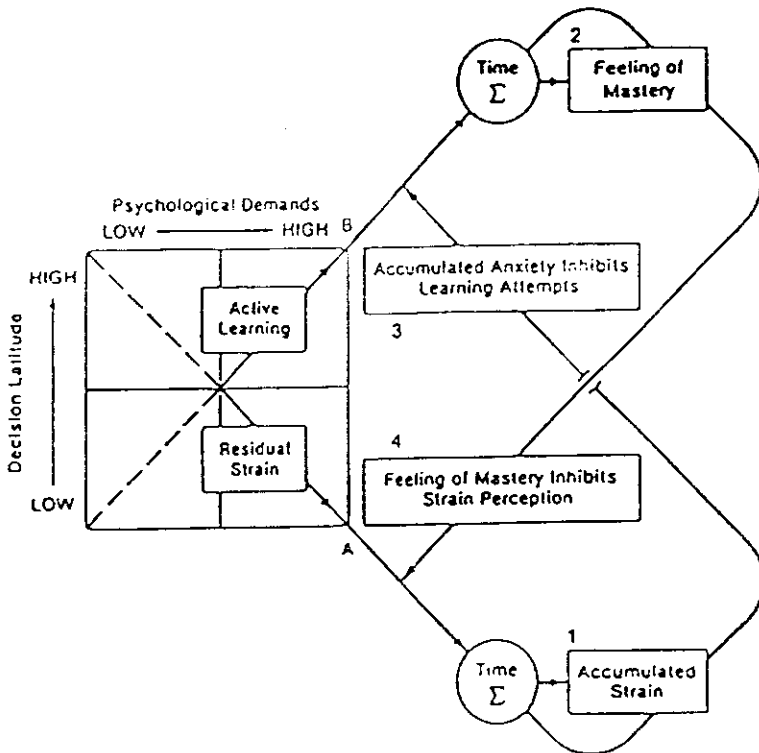 2
Time
Σ
Feeling of
Mastery
Psychological Demands
LOW
HIGH
B
HIGH
Decision Latitude
LOW
Active
Learning
Accumulated Anxiety Inhibits
Learning Attempts
3
Residual
Strain
4
Feeling of Mastery Inhibits
Strain Perception
A
1
Time
Σ
Accumulated
Strain